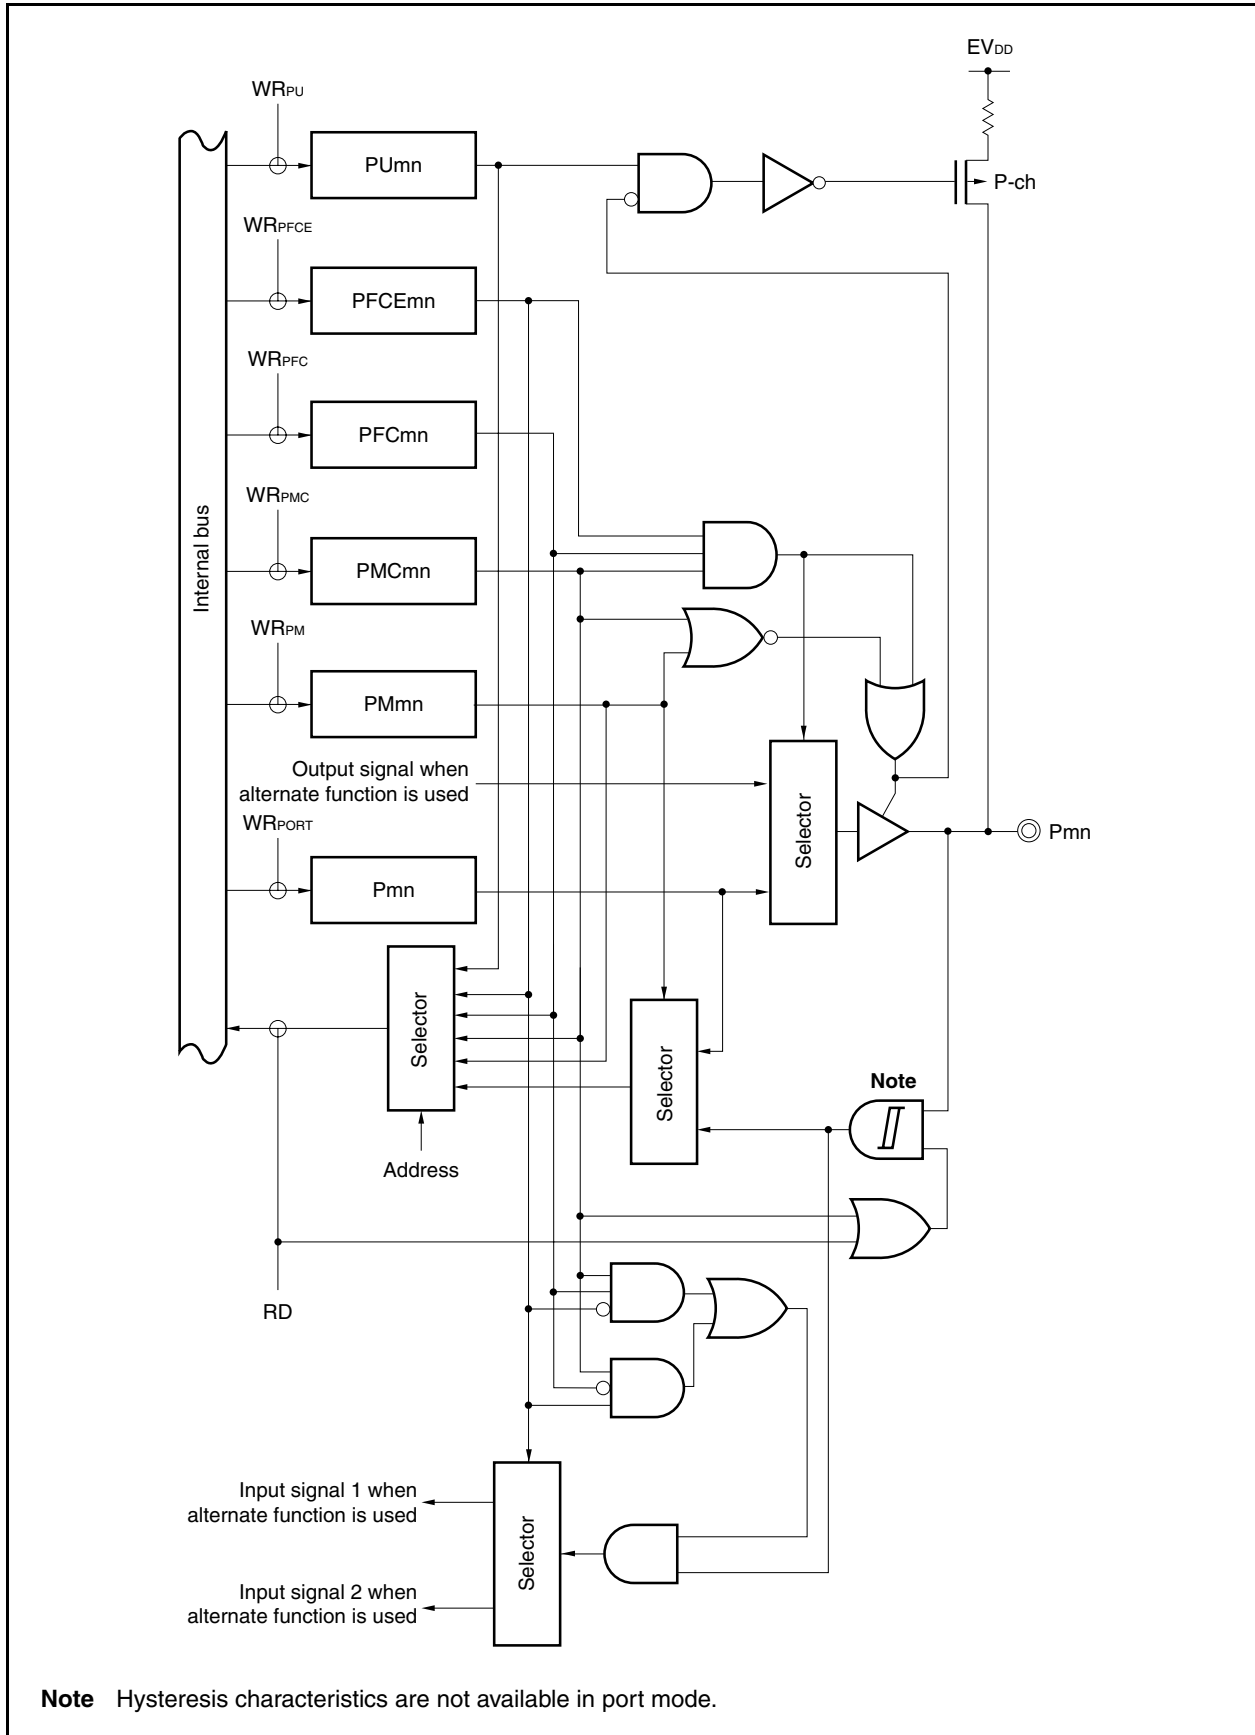 EVDD
WRPU
PUmn
P-ch
WRPFCE
PFCEmn
WRPFC
PFCmn
WRPMC
Internal bus
PMCmn
WRPM
PMmn
Output signal when
alternate function is used
Selector
WRPORT
Pmn
Pmn
Selector
Selector
Note
Address
RD
Input signal 1 when
alternate function is used
Selector
Input signal 2 when
alternate function is used
Note Hysteresis characteristics are not available in port mode.